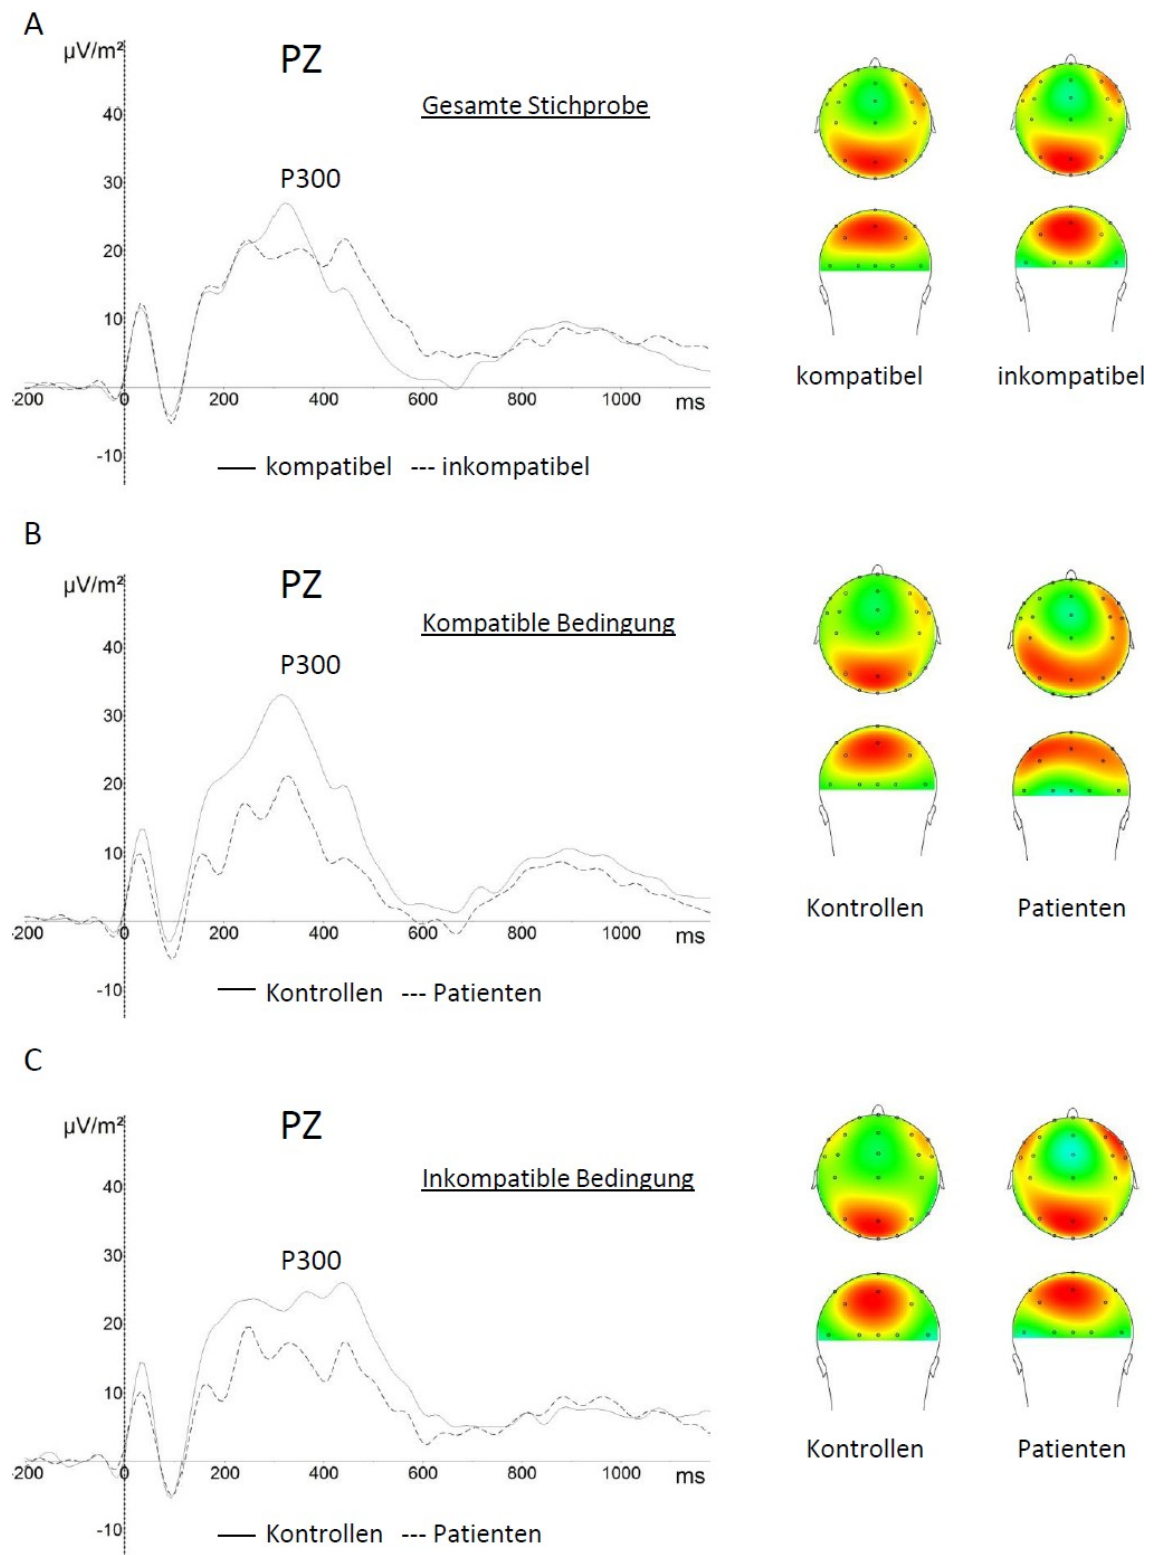 A
µV/m²
PZ
Gesamte Stichprobe
40
P300
30
20
10
-200 0 200 400 600 800 1000 ms
-10
kompatibel --- inkompatibel
kompatibel inkompatibel
B
µV/m²
PZ
Kompatible Bedingung
40
P300
30
20
10
-200 0 200 400 600 800 1000 ms
-10
Kontrollen --- Patienten
Kontrollen Patienten
C
µV/m²
PZ
Inkompatible Bedingung
40
P300
30
20
10
-200 0 200 400 600 800 1000 ms
-10
Kontrollen --- Patienten
Kontrollen Patienten